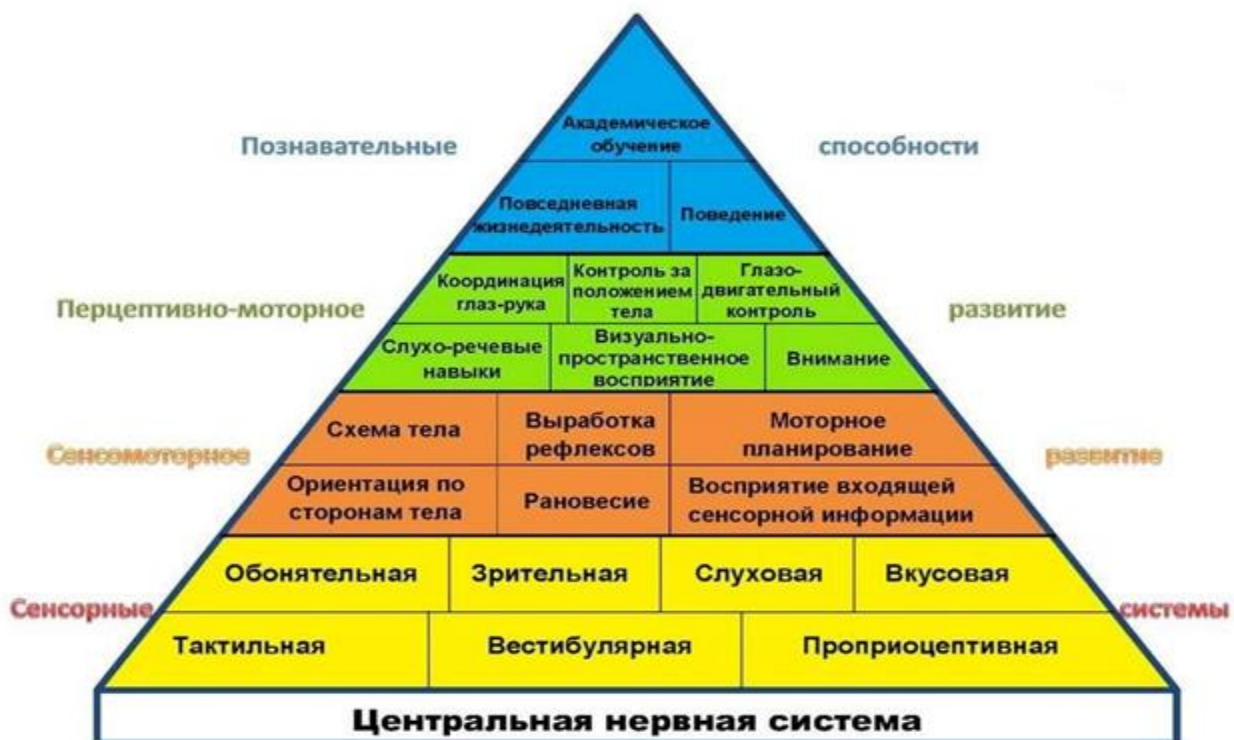 Академическое
обучение
Познавательные
способности
Повседневная
жизнедеятельность
Поведение
Координация
глаз-рука
Контроль за
положением
тела
Глазо-
двигательный
контроль
Перцептивно-моторное
развитие
Слухо-речевые
навыки
Визуально-
пространственное
восприятие
Внимание
Схема тела
Выработка
рефлексов
Моторное
планирование
Сенсомоторное
развитие
Ориентация по
сторонам тела
Рановесие
Восприятие входящей
сенсорной информации
Обонятельная
Зрительная
Слуховая
Вкусовая
Сенсорные
системы
Тактильная
Вестибулярная
Проприоцептивная
Центральная нервная система